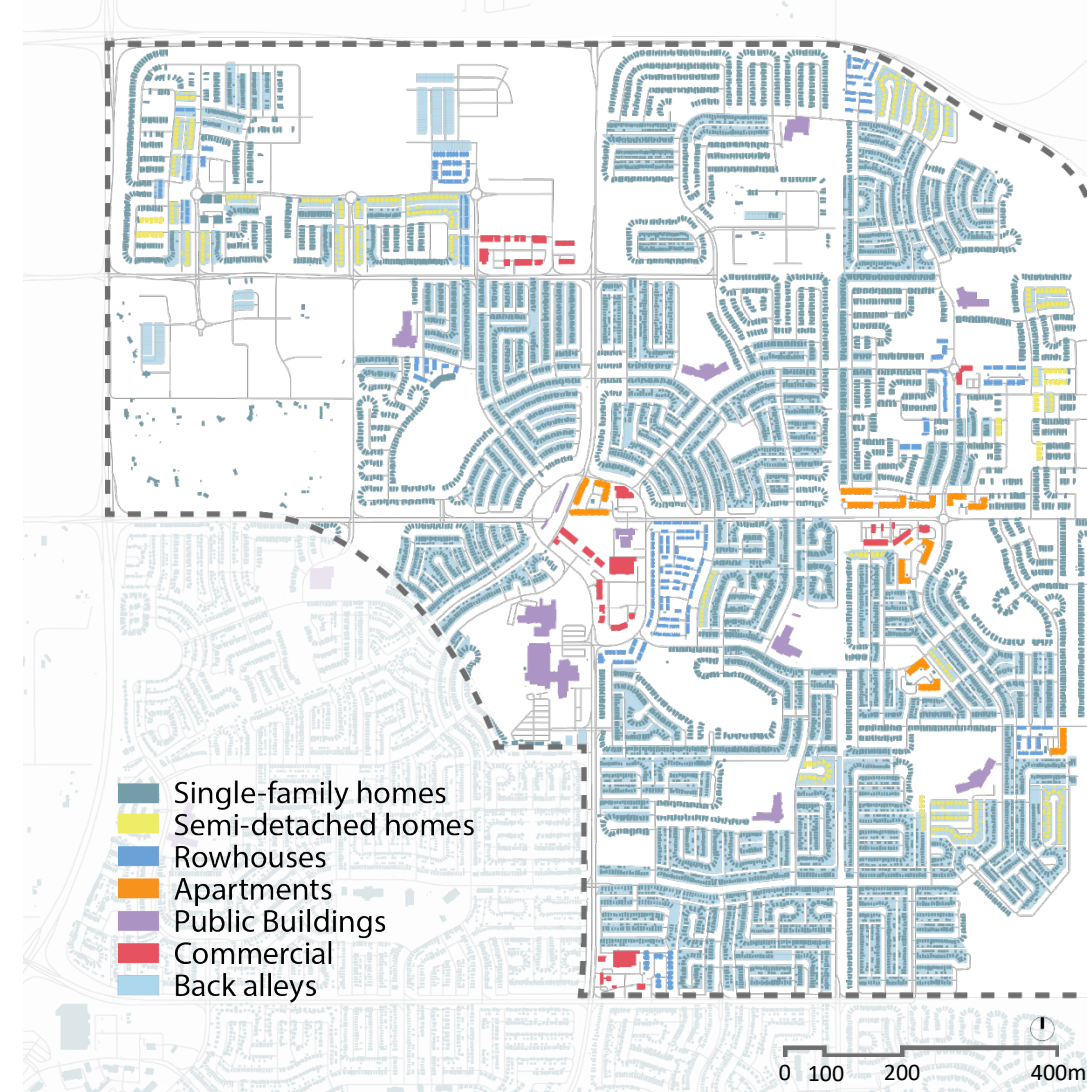 Single-family homes
Semi-detached homes
Rowhouses
Apartments
Public Buildings
Commercial
Back alleys
0 100 200 400m